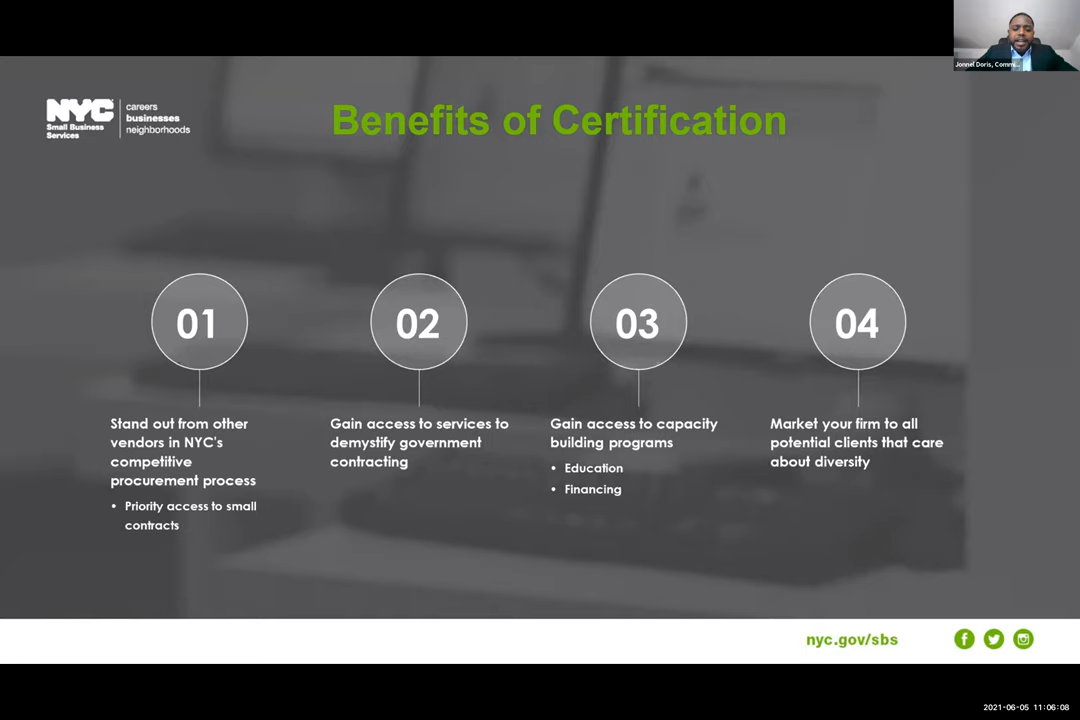 Jonnel Doris, Commi...
NYC
Small Business
Services
careers
businesses
neighborhoods
Benefits of Certification
01
Stand out from other
vendors in NYC's
competitive
procurement process
• Priority access to small
contracts
02
Gain access to services to
demystify government
contracting
03
Gain access to capacity
building programs
• Education
• Financing
04
Market your firm to all
potential clients that care
about diversity
nyc.gov/sbs
2021-06-05 11:06:08